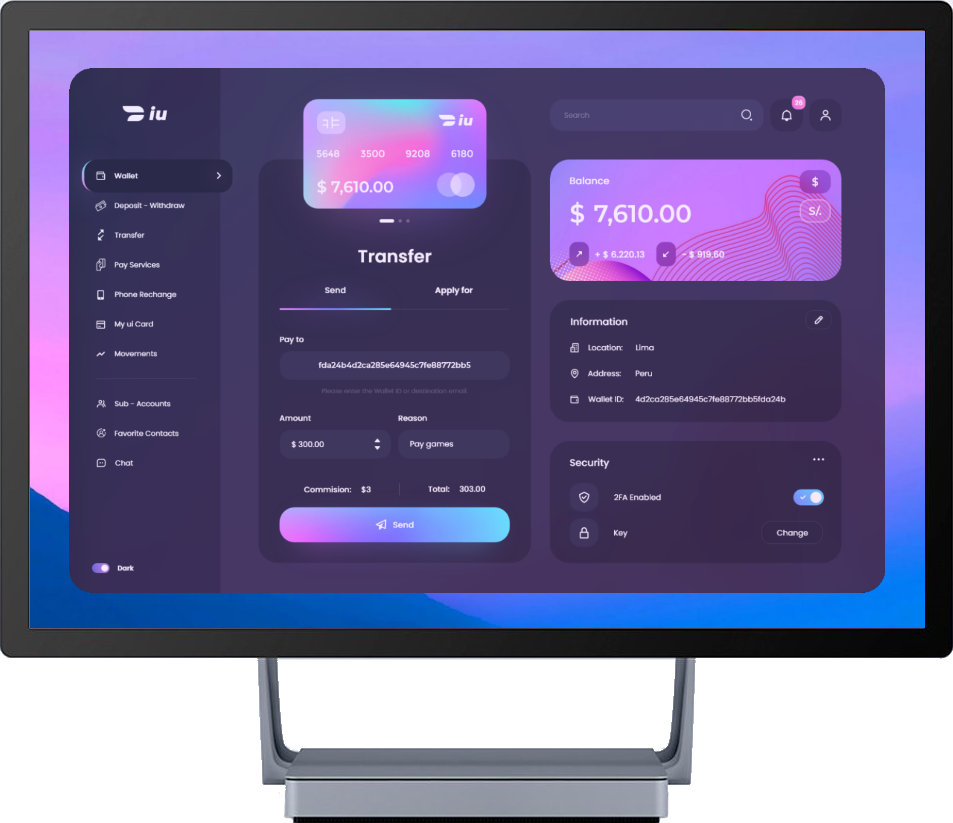 iu
Wallet
Deposit - Withdraw
Transfer
Pay Services
Phone Rechange
My ui Card
Movements
Sub - Accounts
Favorite Contacts
Chat
Dark
iu
5648 3500 9208 6180
$ 7,610.00
Transfer
Send Apply for
Pay to
fda24b4d2ca285e64945c7fe88772bb5
Please enter the Wallet ID or destination email.
Amount Reason
$ 300.00 Pay games
Commision: $3 Total: 303.00
Send
Search
26
Balance
$
$ 7,610.00
S/.
+ $ 6,220.13 - $ 919.60
Information
Location: Lima
Address: Peru
Wallet ID: 4d2ca285e64945c7fe88772bb5fda24b
Security
2FA Enabled
Key Change